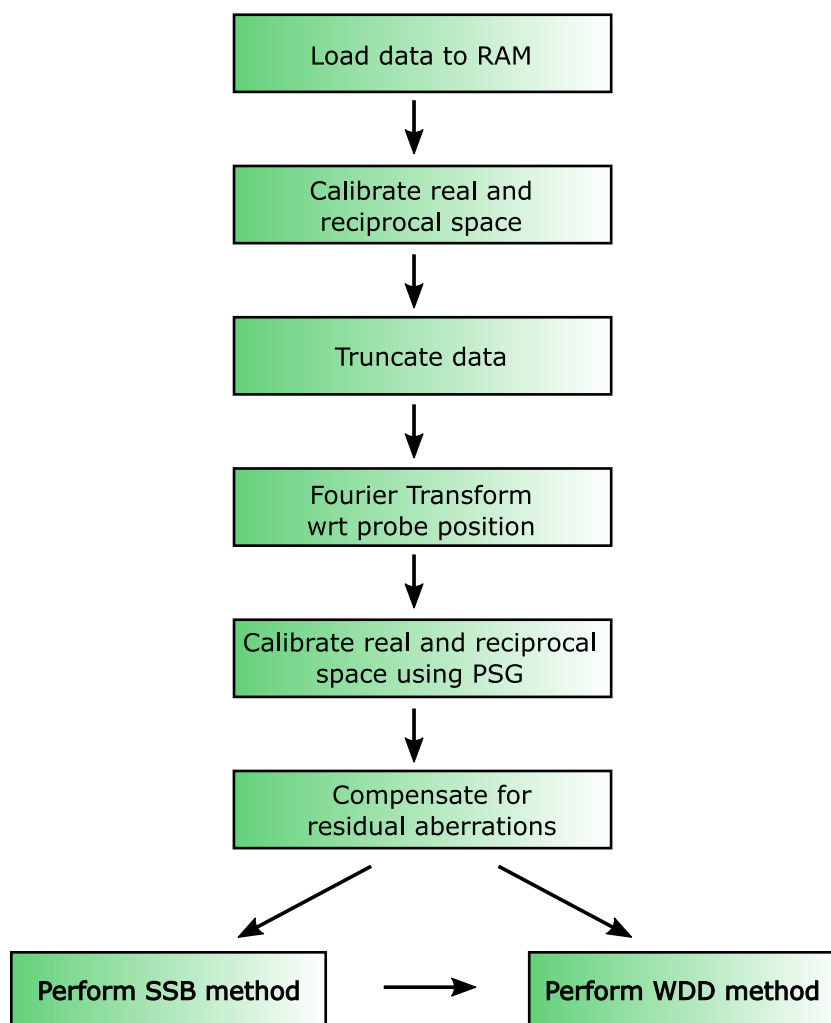 Load data to RAM
Calibrate real and
reciprocal space
Truncate data
Fourier Transform
wrt probe position
Calibrate real and reciprocal
space using PSG
Compensate for
residual aberrations
Perform SSB method
Perform WDD method